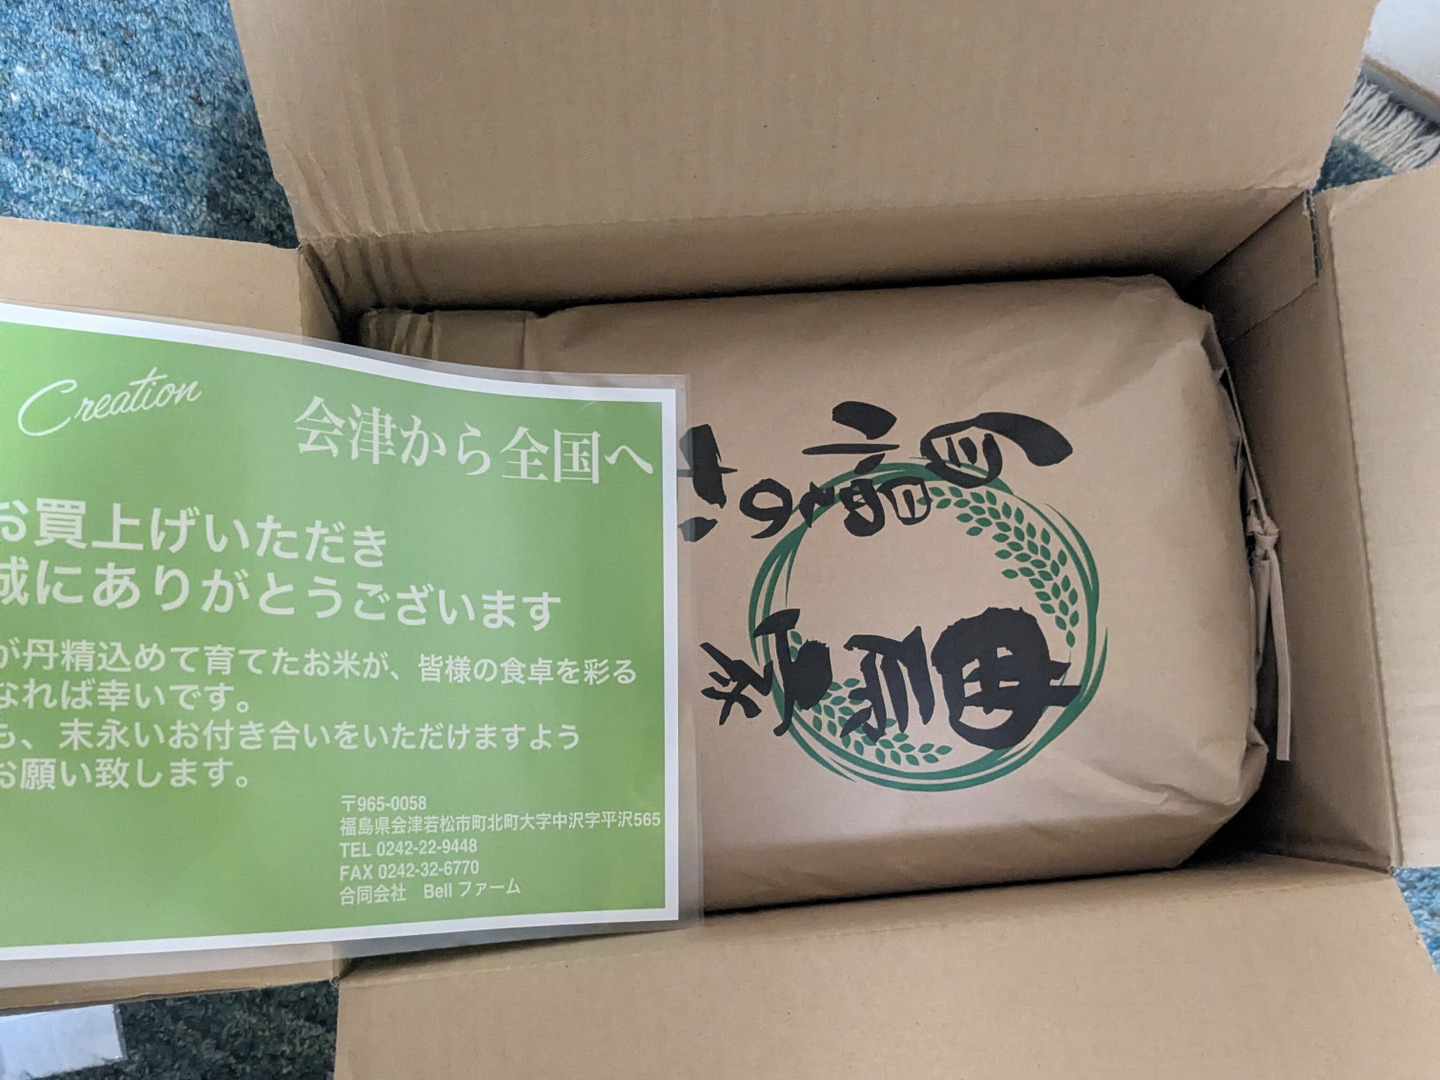 Creation
会津から全国へ
お買上げいただき
誠にありがとうございます
が丹精込めて育てたお米が、皆様の食卓を彩る
なれば幸いです。
も、末永いお付き合いをいただけますよう
お願い致します。
〒965-0058
福島県会津若松市町北町大字中沢字平沢565
TEL 0242-22-9448
FAX 0242-32-6770
合同会社 Bell ファーム
自慢の
農家